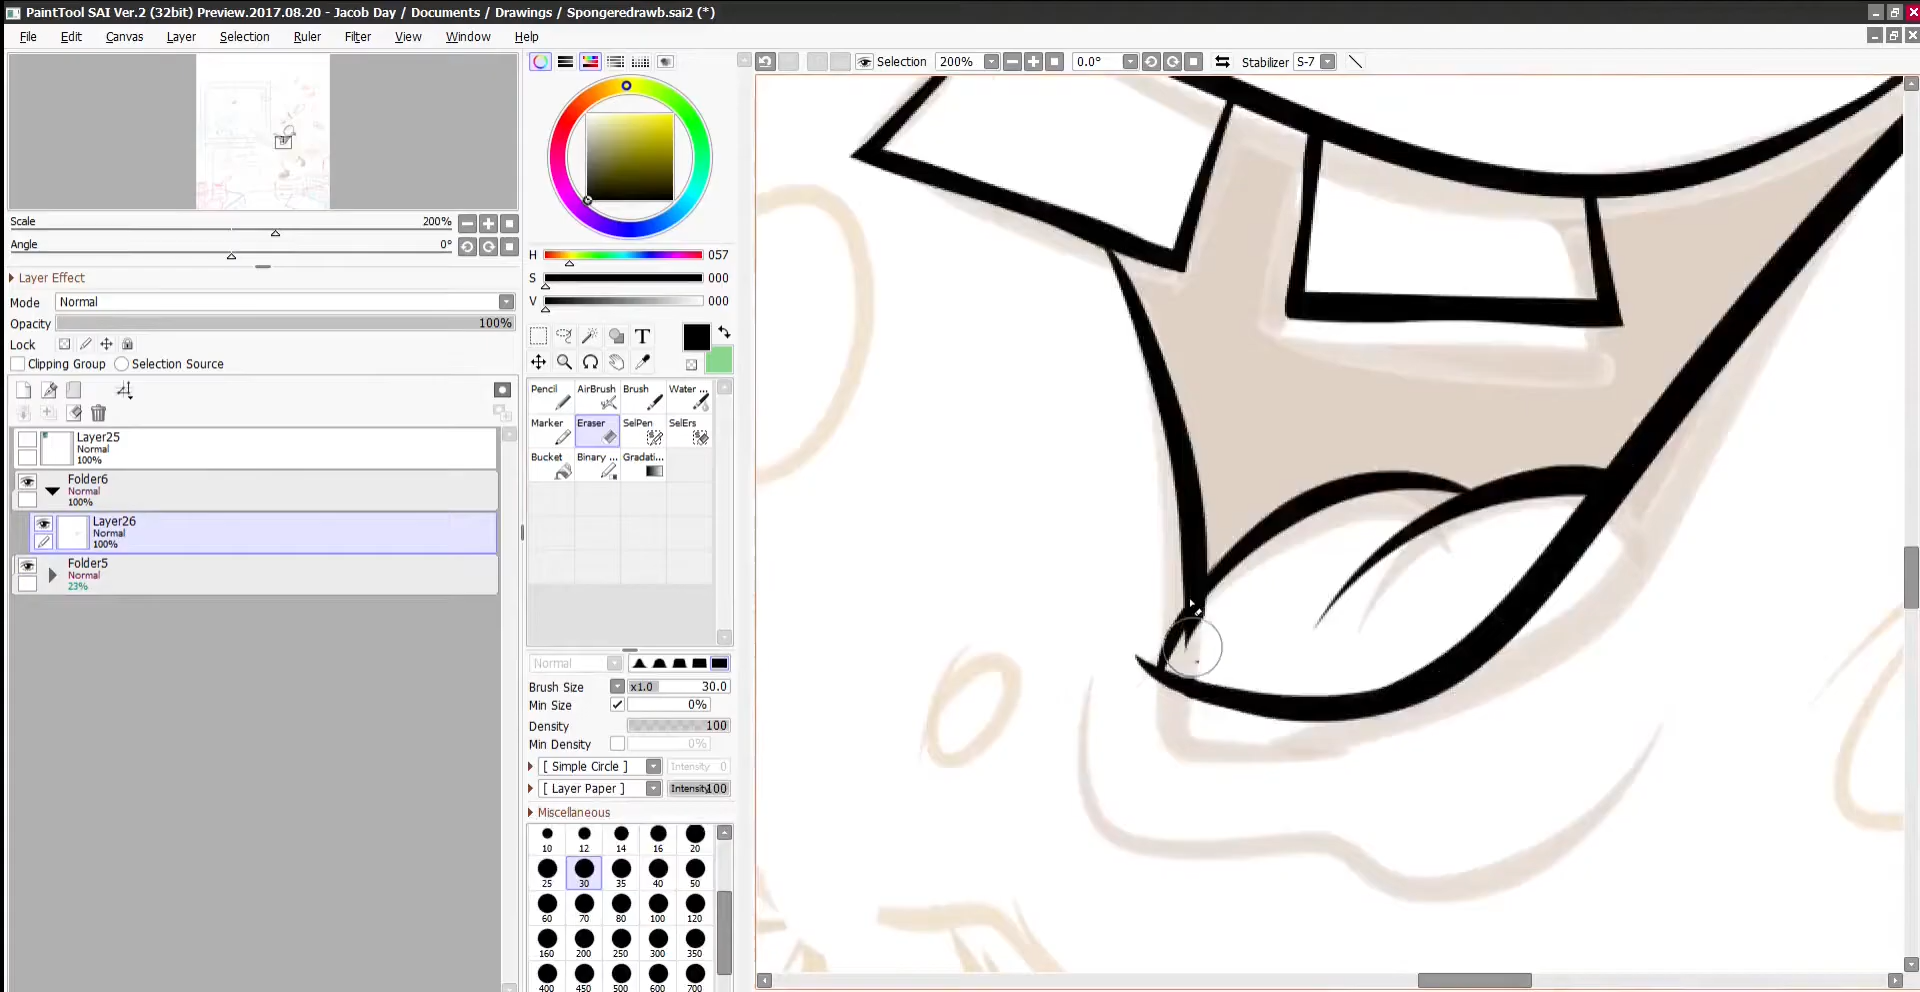 PaintTool SAI Ver.2 (32bit) Preview.2017.08.20 - Jacob Day / Documents / Drawings / Spongeredrawb.sai2 (*)
File Edit Canvas Layer Selection Ruler Filter View Window Help
Selection 200% 0.0° Stabilizer S-7
Scale 200%
Angle 0°
Layer Effect
Mode Normal
Opacity 100%
Lock
Clipping Group Selection Source
Layer25
Normal
100%
Folder6
Normal
100%
Layer26
Normal
100%
Folder5
Normal
23%
H 057
S 000
V 000
T
Pencil AirBrush Brush Water ...
Marker Eraser SelPen SelErs
Bucket Binary ... Gradati...
Normal
Brush Size x1.0 30.0
Min Size 0%
Density 100
Min Density 0%
[ Simple Circle ] Intensity 0
[ Layer Paper ] Intensity 100
Miscellaneous
10 12 14 16 20
25 30 35 40 50
60 70 80 100 120
160 200 250 300 350
400 450 500 600 700